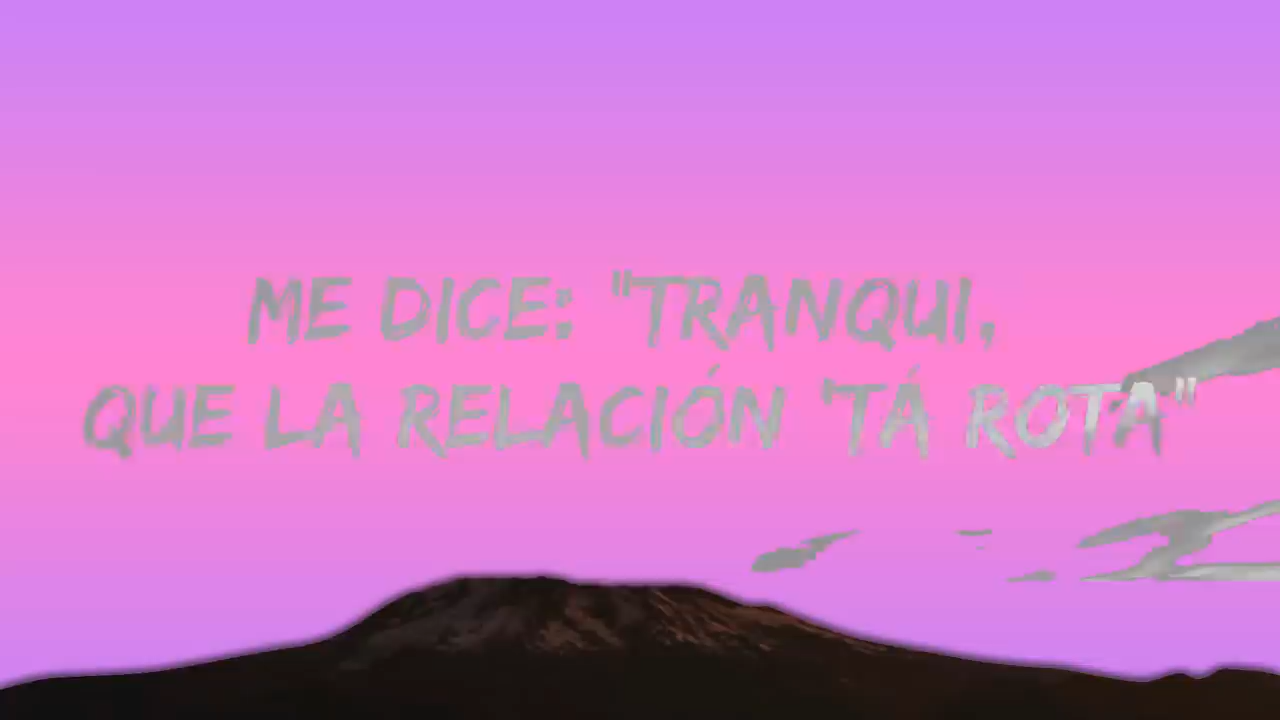 ME DICE: "TRANQUI,
QUE LA RELACIÓN 'TÁ ROTA"